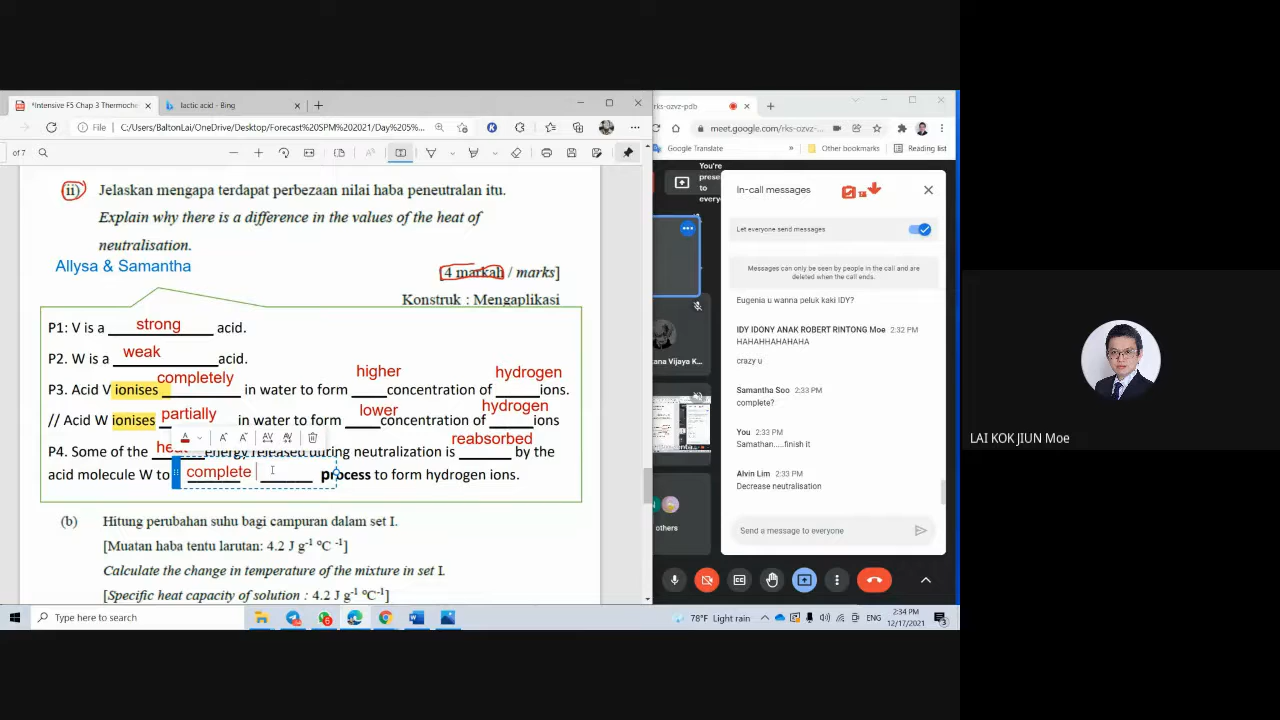 *Intensive F5 Chap 3 Thermoche
lactic acid - Bing
rks-ozvz-pdb
File
C:/Users/BaltonLai/OneDrive/Desktop/Forecast%20SPM%202021/Day%205%...
meet.google.com/rks-ozvz-...
Google Translate
Other bookmarks
Reading list
of 7
ii) Jelaskan mengapa terdapat perbezaan nilai haba peneutralan itu.
Explain why there is a difference in the values of the heat of
neutralisation.
Allysa & Samantha
[4 markah / marks]
Konstruk : Mengaplikasi
P1: V is a strong acid.
P2. W is a weak acid.
P3. Acid V ionises completely in water to form higher concentration of hydrogen ions.
// Acid W ionises partially in water to form lower concentration of hydrogen ions
P4. Some of the energy released during neutralization is reabsorbed by the
acid molecule W to complete process to form hydrogen ions.
(b) Hitung perubahan suhu bagi campuran dalam set I.
[Muatan haba tentu larutan: 4.2 J g⁻¹ ºC ⁻¹]
Calculate the change in temperature of the mixture in set I.
[Specific heat capacity of solution : 4.2 J g⁻¹ ºC⁻¹]
You're
prese
to
every
ana Vijaya K...
others
In-call messages
Let everyone send messages
Messages can only be seen by people in the call and are
deleted when the call ends.
Eugenia u wanna peluk kaki IDY?
IDY IDONY ANAK ROBERT RINTONG Moe 2:32 PM
HAHAHHAHAHAHA
crazy u
Samantha Soo 2:33 PM
complete?
You 2:33 PM
Samathan.....finish it
Alvin Lim 2:33 PM
Decrease neutralisation
Send a message to everyone
LAI KOK JIUN Moe
Type here to search
78°F Light rain
ENG
2:34 PM
12/17/2021